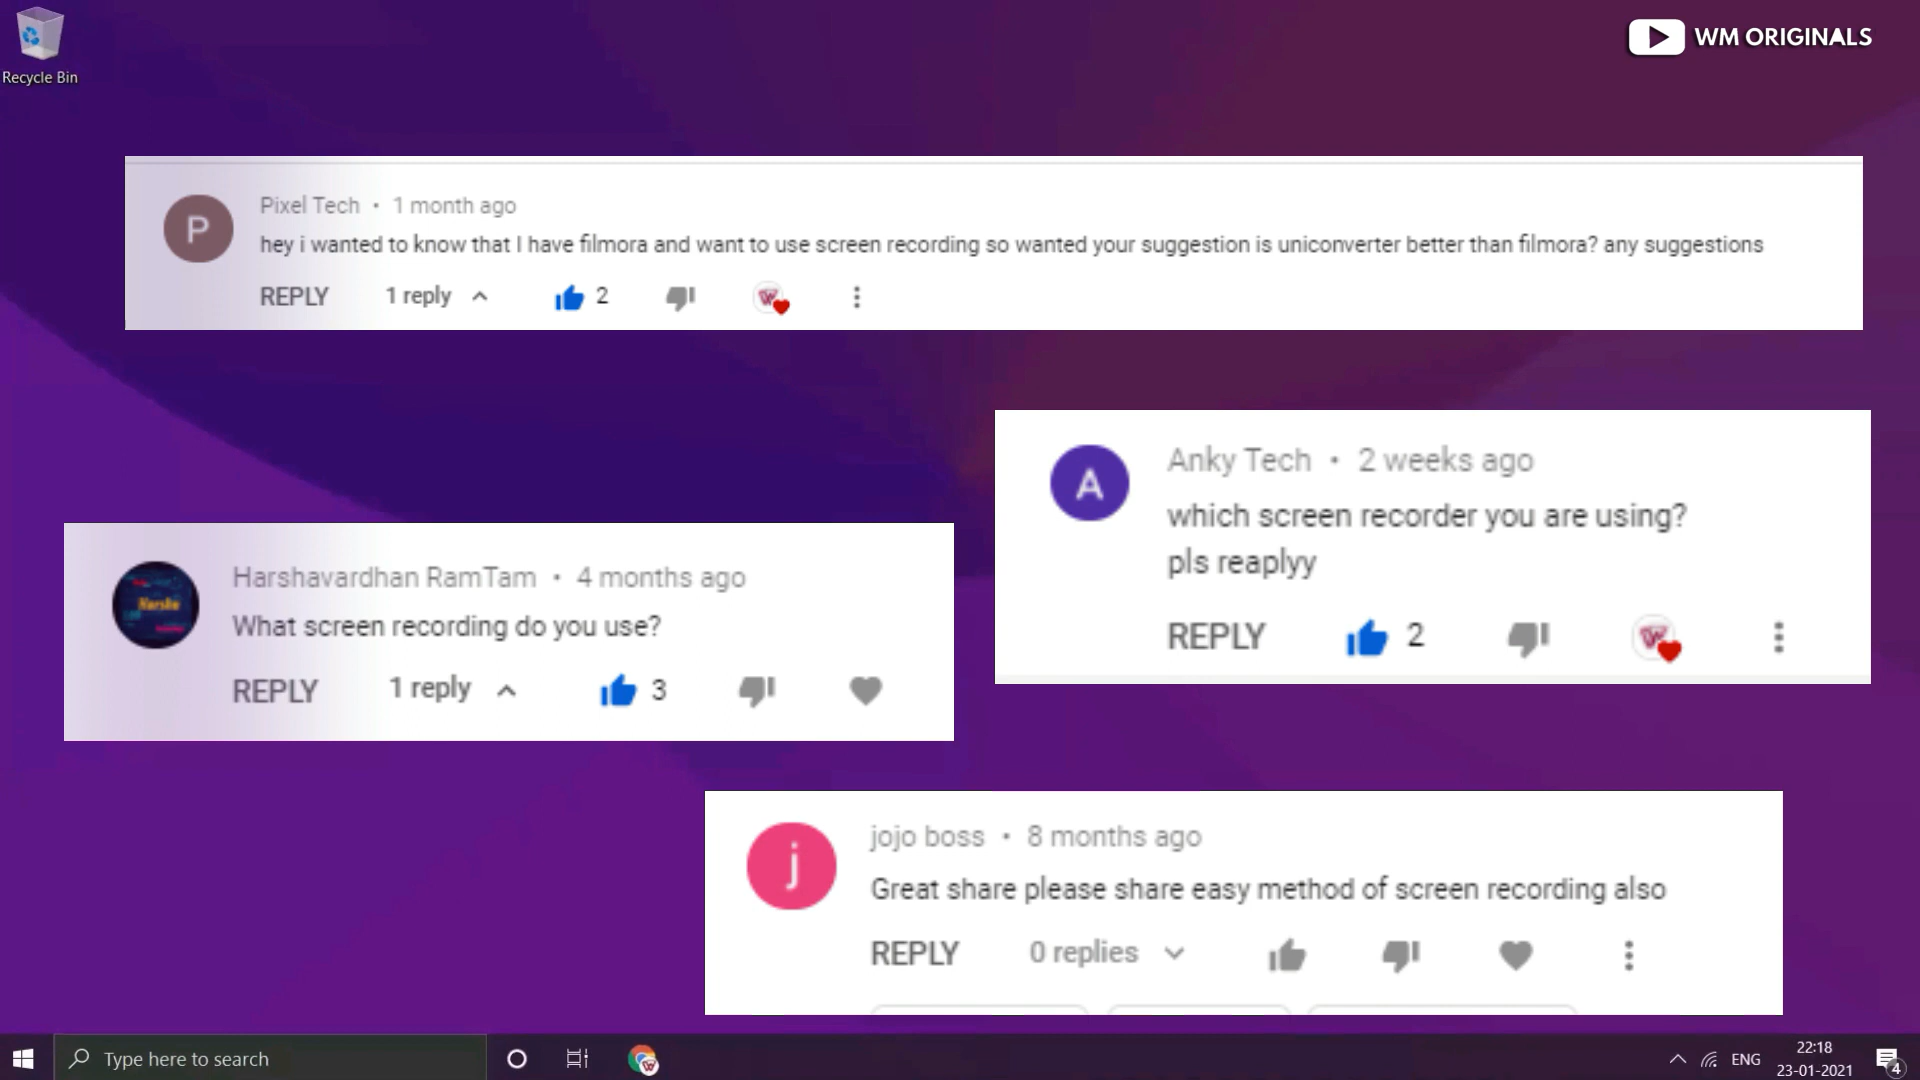 Recycle Bin
WM ORIGINALS
P
Pixel Tech • 1 month ago
hey i wanted to know that I have filmora and want to use screen recording so wanted your suggestion is uniconverter better than filmora? any suggestions
REPLY 1 reply 2
A
Anky Tech • 2 weeks ago
which screen recorder you are using?
pls reaplyy
REPLY 2
Harsha
Harshavardhan RamTam • 4 months ago
What screen recording do you use?
REPLY 1 reply 3
j
jojo boss • 8 months ago
Great share please share easy method of screen recording also
REPLY 0 replies
Type here to search
ENG
22:18
23-01-2021
4